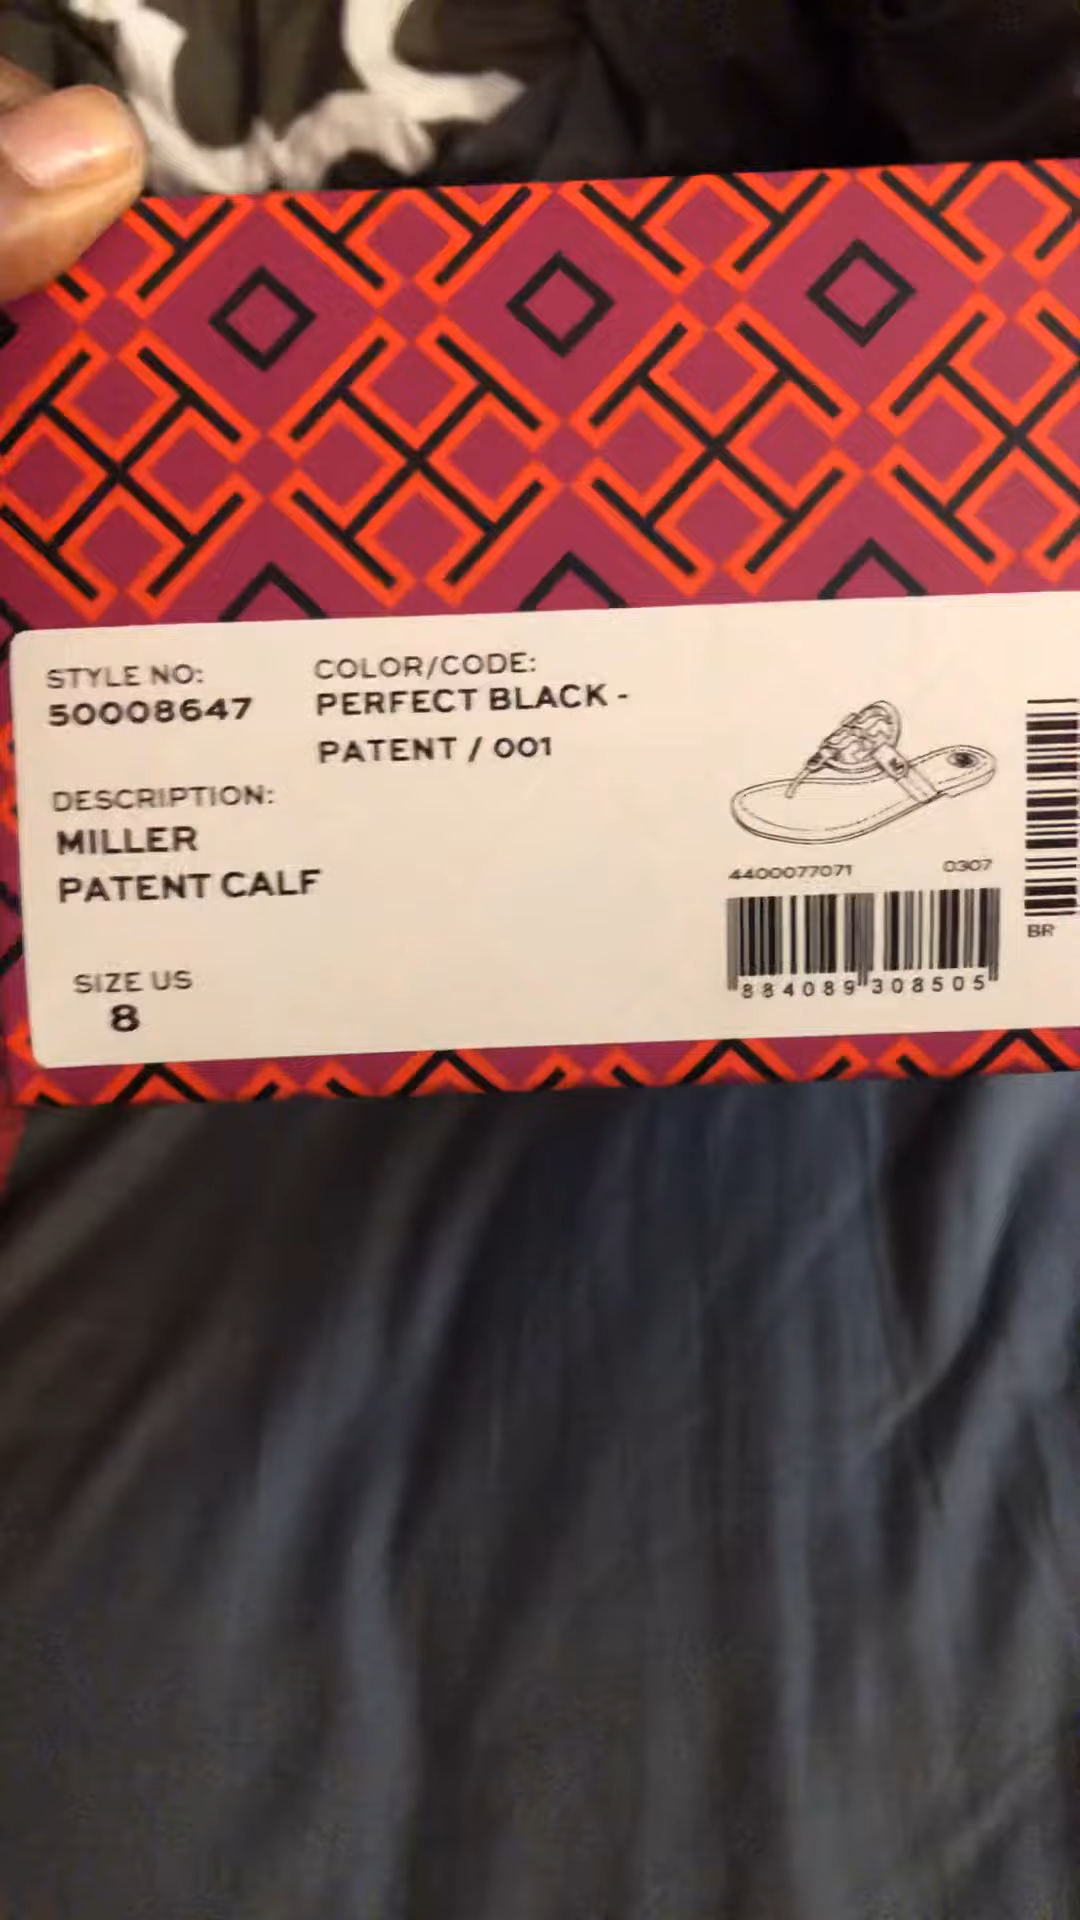 STYLE NO:
50008647
COLOR/CODE:
PERFECT BLACK -
PATENT / 001
DESCRIPTION:
MILLER
PATENT CALF
SIZE US
8
4400077071 0307
884089308505
BR